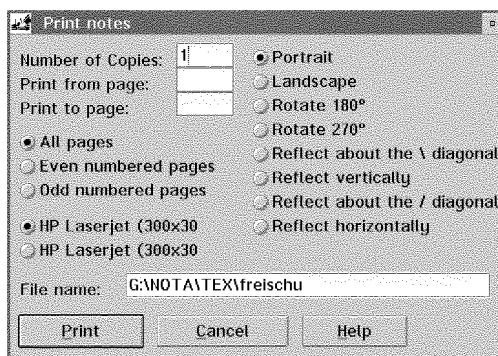 Print notes
Number of Copies: 1
Print from page:
Print to page:
All pages
Even numbered pages
Odd numbered pages
HP Laserjet (300x30
HP Laserjet (300x30
Portrait
Landscape
Rotate 180º
Rotate 270º
Reflect about the \ diagonal
Reflect vertically
Reflect about the / diagonal
Reflect horizontally
File name: G:\NOTA\TEX\freischu
Print Cancel Help